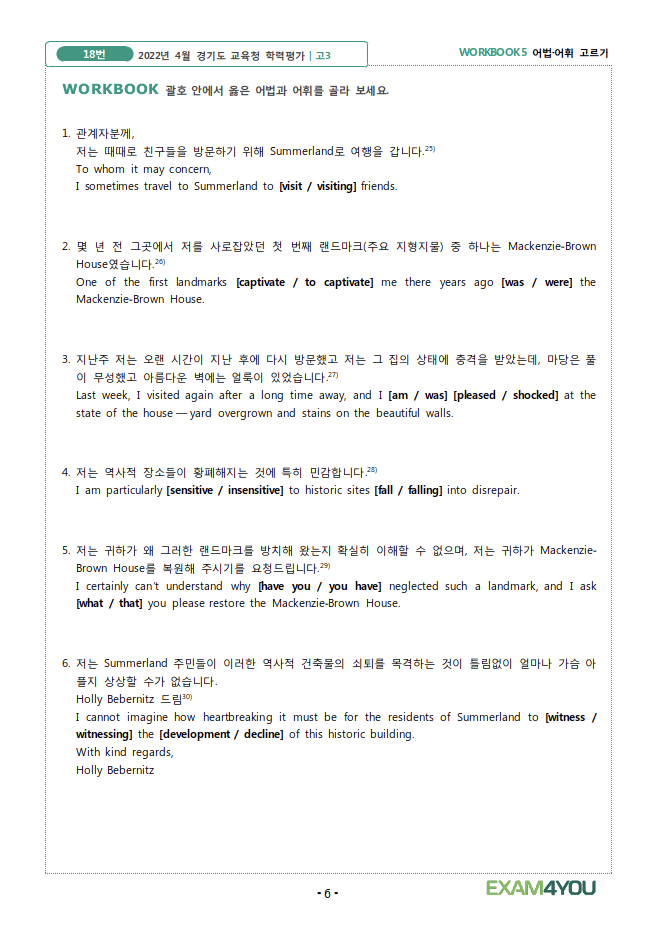 18번
2022년 4월 경기도 교육청 학력평가 | 고3
WORKBOOK5 어법·어휘 고르기
WORKBOOK 괄호 안에서 옳은 어법과 어휘를 골라 보세요.
1. 관계자분께,
저는 때때로 친구들을 방문하기 위해 Summerland로 여행을 갑니다.25)
To whom it may concern,
I sometimes travel to Summerland to [visit / visiting] friends.
2. 몇 년 전 그곳에서 저를 사로잡았던 첫 번째 랜드마크(주요 지형지물) 중 하나는 Mackenzie-Brown
House였습니다.26)
One of the first landmarks [captivate / to captivate] me there years ago [was / were] the
Mackenzie-Brown House.
3. 지난주 저는 오랜 시간이 지난 후에 다시 방문했고 저는 그 집의 상태에 충격을 받았는데, 마당은 풀
이 무성했고 아름다운 벽에는 얼룩이 있었습니다.27)
Last week, I visited again after a long time away, and I [am / was] [pleased / shocked] at the
state of the house — yard overgrown and stains on the beautiful walls.
4. 저는 역사적 장소들이 황폐해지는 것에 특히 민감합니다.28)
I am particularly [sensitive / insensitive] to historic sites [fall / falling] into disrepair.
5. 저는 귀하가 왜 그러한 랜드마크를 방치해 왔는지 확실히 이해할 수 없으며, 저는 귀하가 Mackenzie-
Brown House를 복원해 주시기를 요청드립니다.29)
I certainly can't understand why [have you / you have] neglected such a landmark, and I ask
[what / that] you please restore the Mackenzie-Brown House.
6. 저는 Summerland 주민들이 이러한 역사적 건축물의 쇠퇴를 목격하는 것이 틀림없이 얼마나 가슴 아
플지 상상할 수가 없습니다.
Holly Bebernitz 드림30)
I cannot imagine how heartbreaking it must be for the residents of Summerland to [witness /
witnessing] the [development / decline] of this historic building.
With kind regards,
Holly Bebernitz
- 6 -
EXAM4YOU